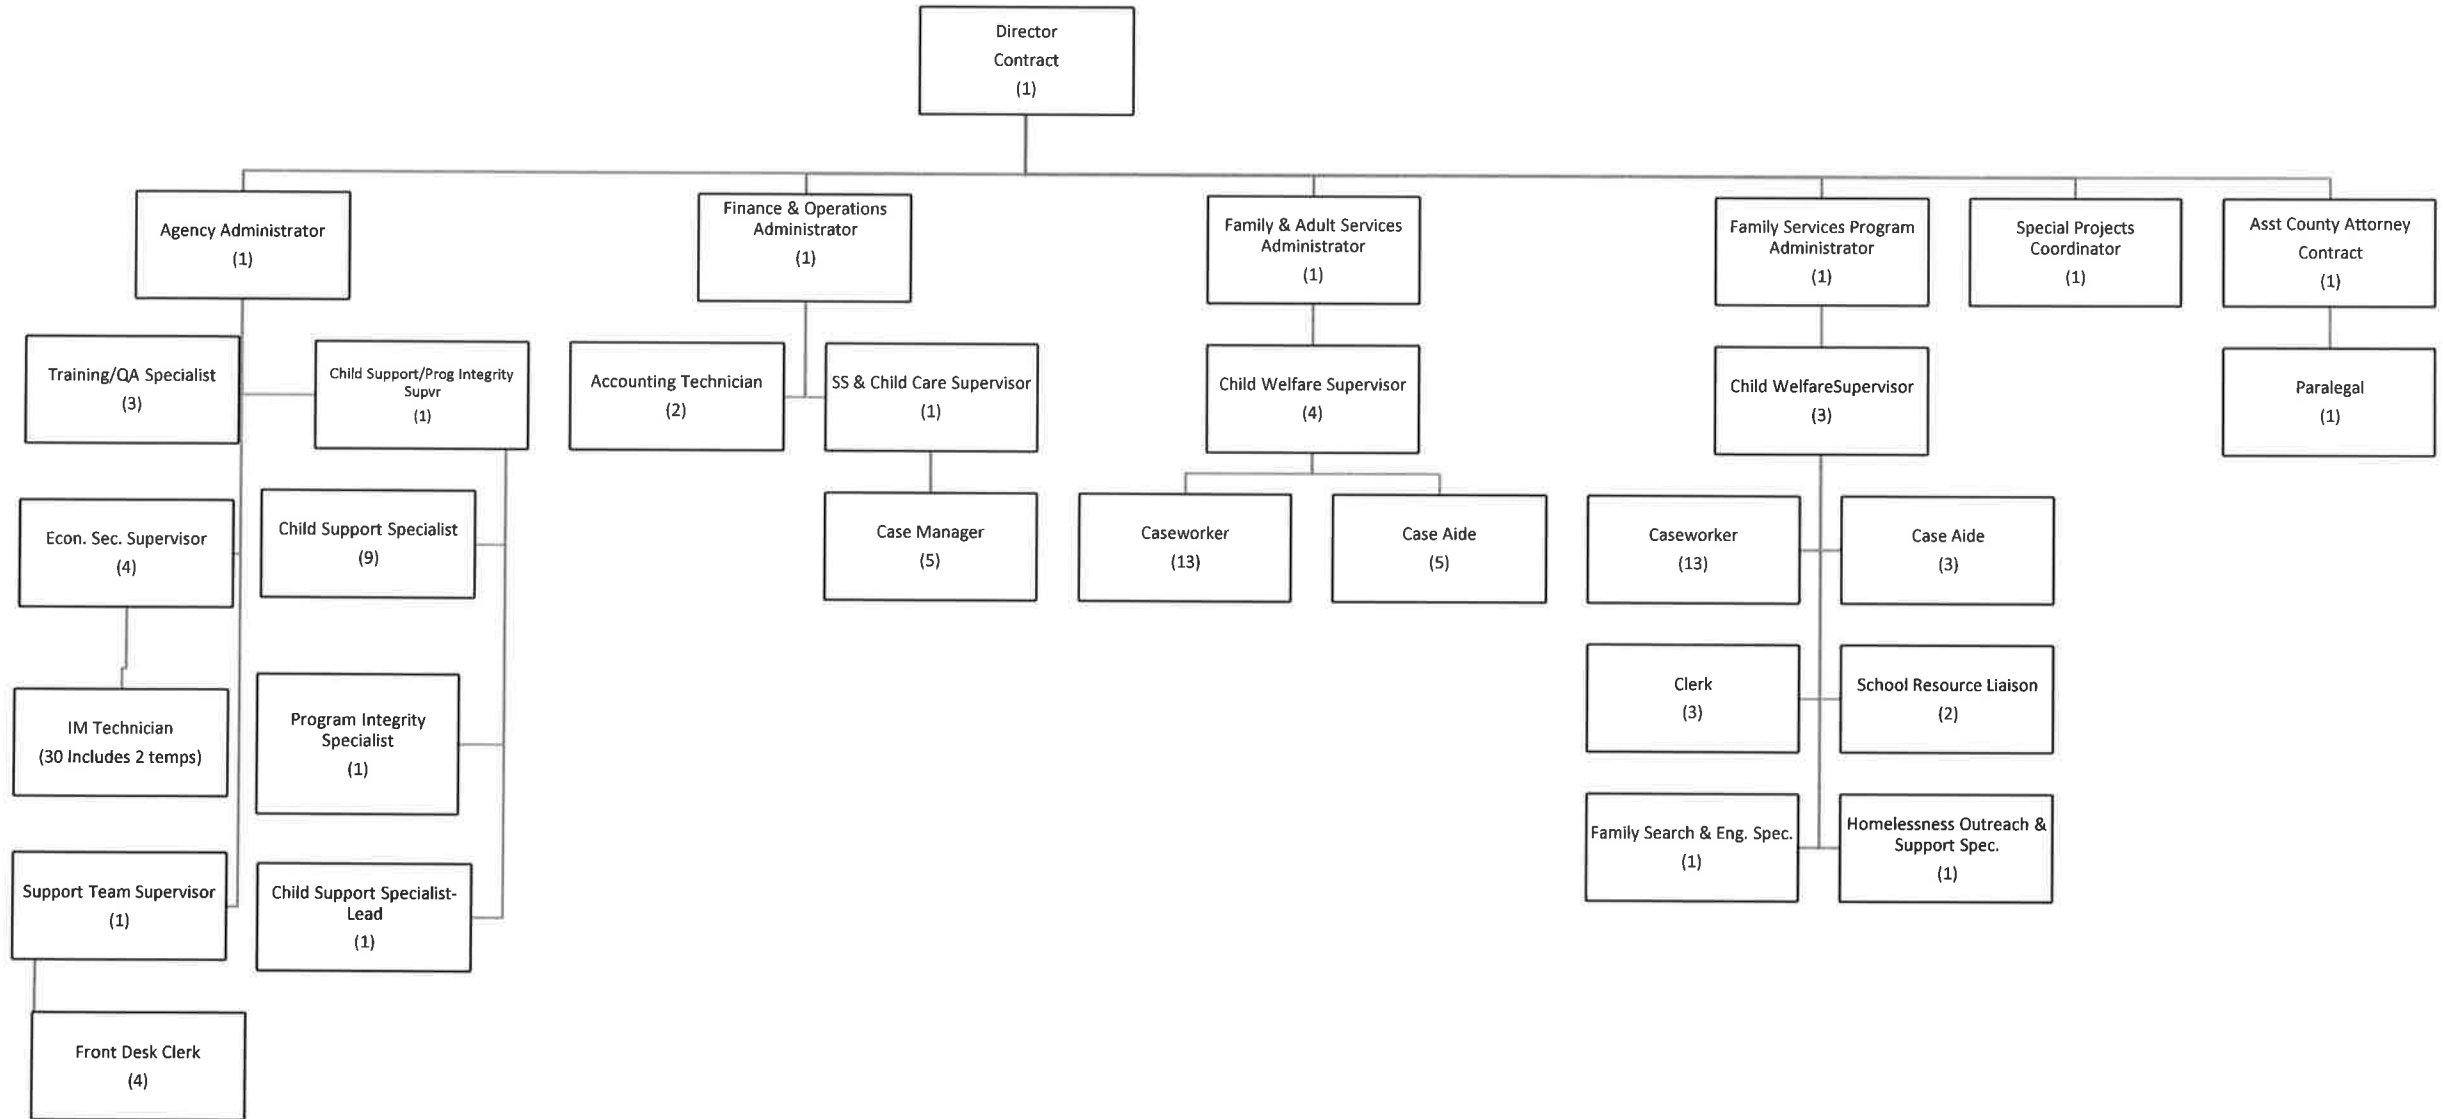 Director
Contract
(1)
Agency Administrator
(1)
Finance & Operations
Administrator
(1)
Family & Adult Services
Administrator
(1)
Family Services Program
Administrator
(1)
Special Projects
Coordinator
(1)
Asst County Attorney
Contract
(1)
Training/QA Specialist
(3)
Child Support/Prog Integrity
Supvr
(1)
Accounting Technician
(2)
SS & Child Care Supervisor
(1)
Child Welfare Supervisor
(4)
Child WelfareSupervisor
(3)
Paralegal
(1)
Econ. Sec. Supervisor
(4)
Child Support Specialist
(9)
Case Manager
(5)
Caseworker
(13)
Case Aide
(5)
Caseworker
(13)
Case Aide
(3)
IM Technician
(30 Includes 2 temps)
Program Integrity
Specialist
(1)
Clerk
(3)
School Resource Liaison
(2)
Support Team Supervisor
(1)
Child Support Specialist-
Lead
(1)
Family Search & Eng. Spec.
(1)
Homelessness Outreach &
Support Spec.
(1)
Front Desk Clerk
(4)